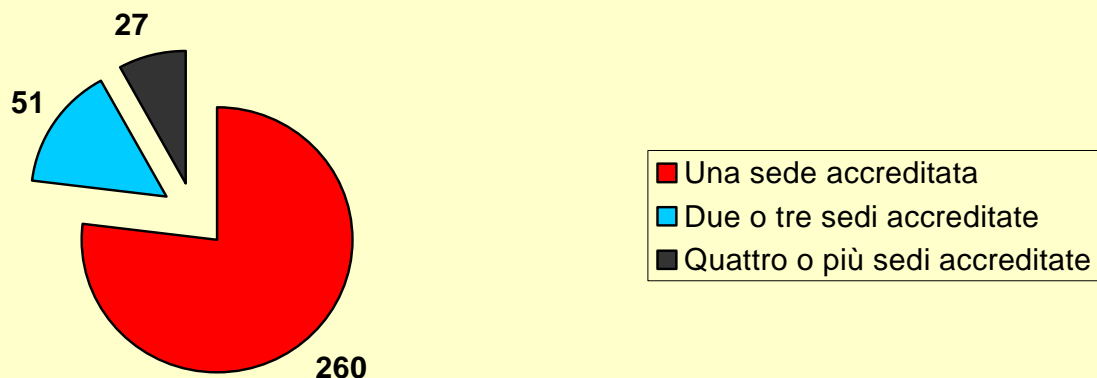 27
51
260
Una sede accreditata
Due o tre sedi accreditate
Quattro o più sedi accreditate